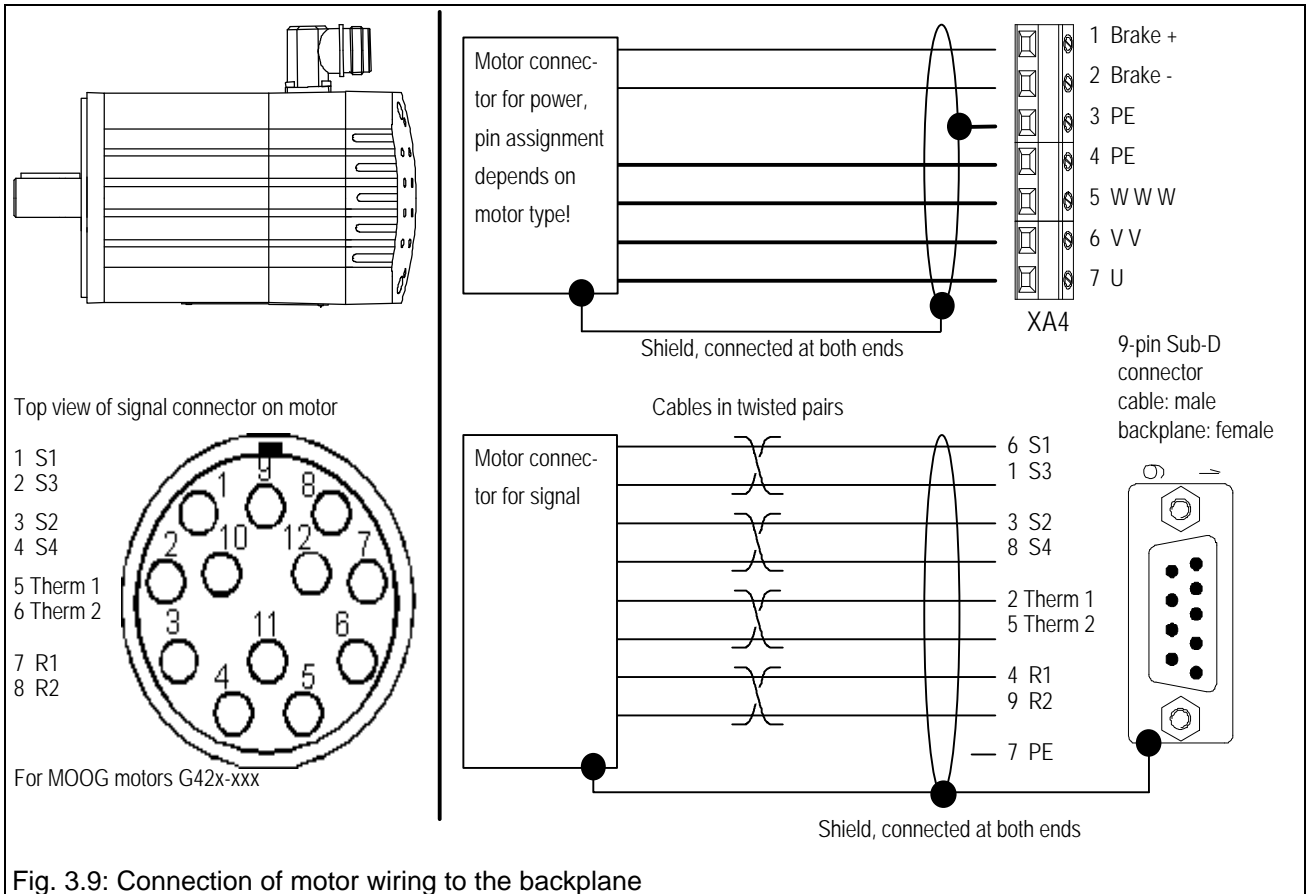 Motor connec-
tor for power,
pin assignment
depends on
motor type!
1 Brake +
2 Brake -
3 PE
4 PE
5 W W W
6 V V
7 U
XA4
Shield, connected at both ends
9-pin Sub-D
connector
cable: male
backplane: female
6 1
Top view of signal connector on motor
1 S1
2 S3
3 S2
4 S4
5 Therm 1
6 Therm 2
7 R1
8 R2
9
1
8
10
12
2
7
3
11
6
4
5
For MOOG motors G42x-xxx
Cables in twisted pairs
Motor connec-
tor for signal
6 S1
1 S3
3 S2
8 S4
2 Therm 1
5 Therm 2
4 R1
9 R2
7 PE
Shield, connected at both ends
Fig. 3.9: Connection of motor wiring to the backplane